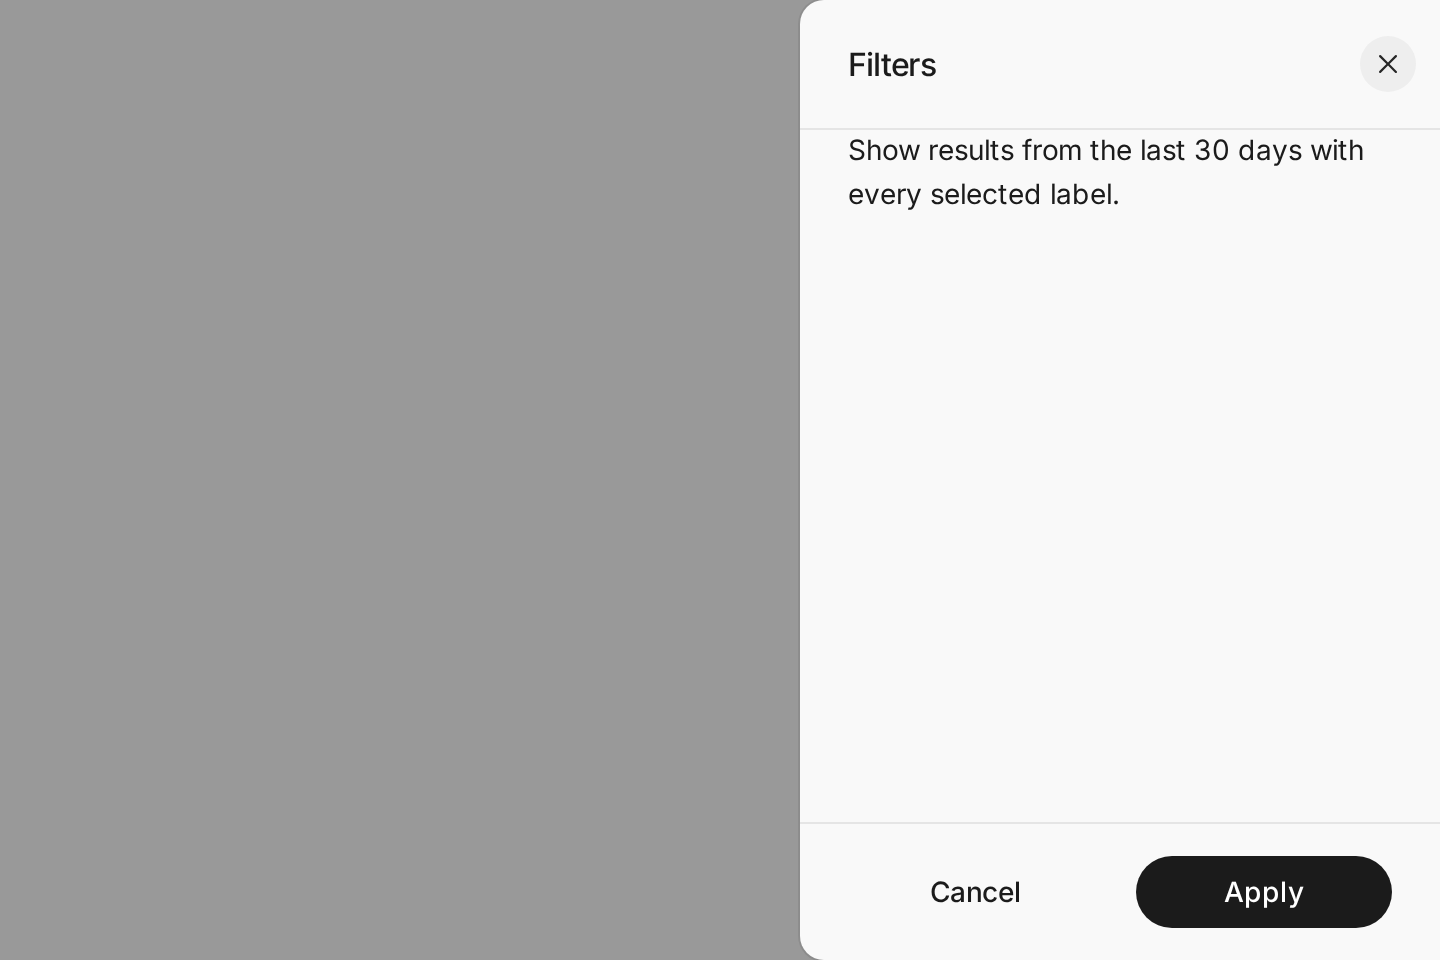 Filters
Show results from the last 30 days with
every selected label.
Cancel
Apply